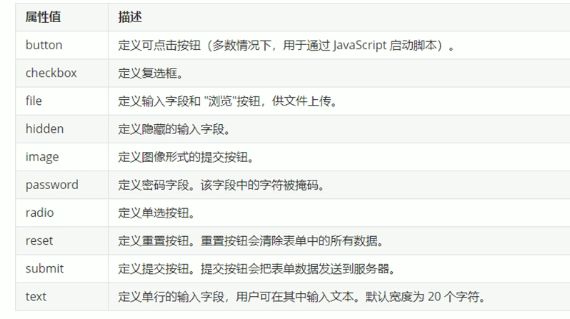 属性值 描述
button 定义可点击按钮（多数情况下，用于通过 JavaScript 启动脚本）。
checkbox 定义复选框。
file 定义输入字段和 "浏览"按钮，供文件上传。
hidden 定义隐藏的输入字段。
image 定义图像形式的提交按钮。
password 定义密码字段。该字段中的字符被掩码。
radio 定义单选按钮。
reset 定义重置按钮。重置按钮会清除表单中的所有数据。
submit 定义提交按钮。提交按钮会把表单数据发送到服务器。
text 定义单行的输入字段，用户可在其中输入文本。默认宽度为 20 个字符。